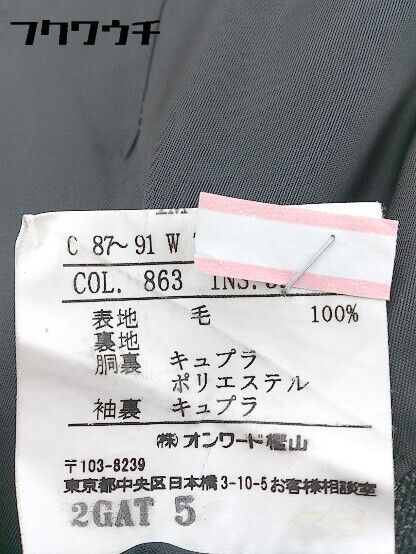 フクワウチ
C 87～91 W
COL. 863 INS.
表地 毛 100%
裏地
胴裏 キュプラ
ポリエステル
袖裏 キュプラ
㈱オンワード樫山
〒103-8239
東京都中央区日本橋3-10-5お客様相談室
2GAT 5